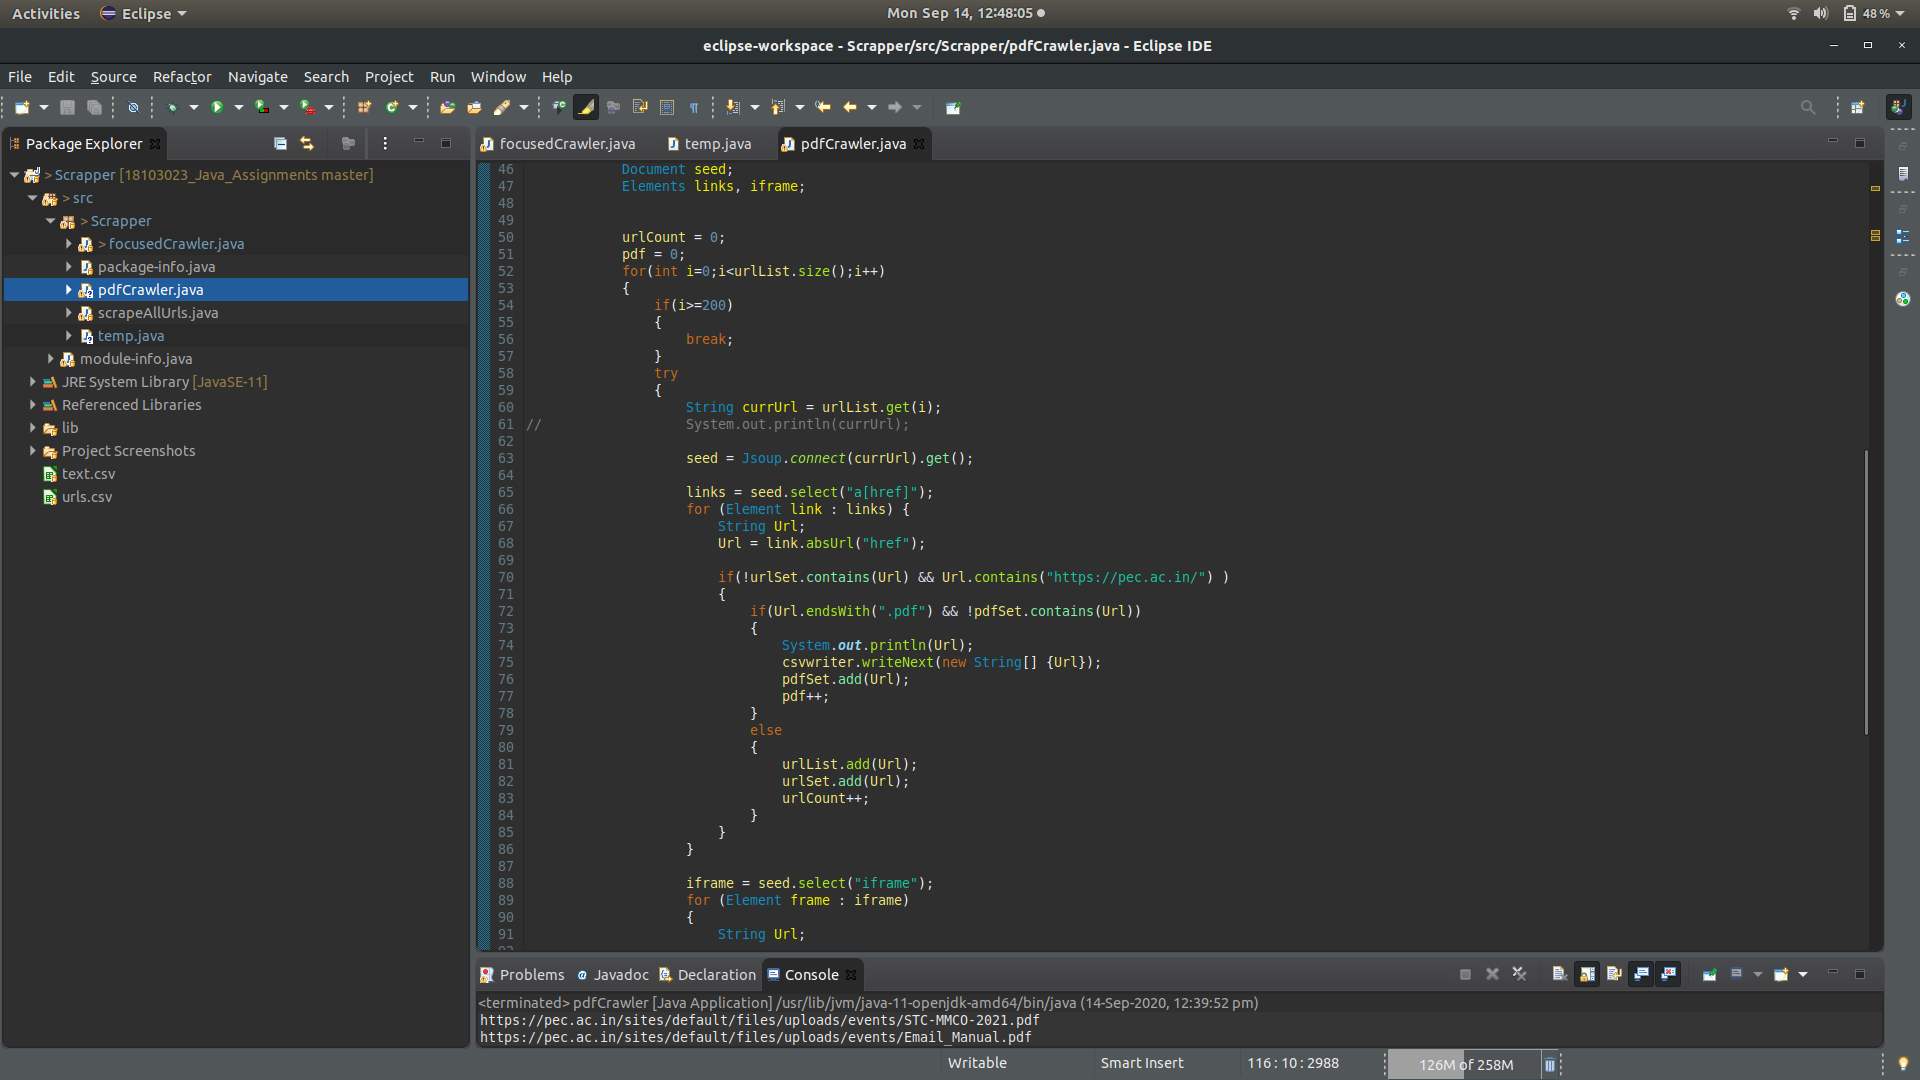 Activities Eclipse Mon Sep 14, 12:48:05 48 %
eclipse-workspace - Scrapper/src/Scrapper/pdfCrawler.java - Eclipse IDE
File Edit Source Refactor Navigate Search Project Run Window Help
Package Explorer
> Scrapper [18103023_Java_Assignments master]
> src
> Scrapper
> focusedCrawler.java
package-info.java
pdfCrawler.java
scrapeAllUrls.java
temp.java
module-info.java
JRE System Library [JavaSE-11]
Referenced Libraries
lib
Project Screenshots
text.csv
urls.csv
focusedCrawler.java temp.java pdfCrawler.java
46 Document seed;
47 Elements links, iframe;
48
49
50 urlCount = 0;
51 pdf = 0;
52 for(int i=0;i<urlList.size();i++)
53 {
54 if(i>=200)
55 {
56 break;
57 }
58 try
59 {
60 String currUrl = urlList.get(i);
61 // System.out.println(currUrl);
62
63 seed = Jsoup.connect(currUrl).get();
64
65 links = seed.select("a[href]");
66 for (Element link : links) {
67 String Url;
68 Url = link.absUrl("href");
69
70 if(!urlSet.contains(Url) && Url.contains("https://pec.ac.in/") )
71 {
72 if(Url.endsWith(".pdf") && !pdfSet.contains(Url))
73 {
74 System.out.println(Url);
75 csvwriter.writeNext(new String[] {Url});
76 pdfSet.add(Url);
77 pdf++;
78 }
79 else
80 {
81 urlList.add(Url);
82 urlSet.add(Url);
83 urlCount++;
84 }
85 }
86 }
87
88 iframe = seed.select("iframe");
89 for (Element frame : iframe)
90 {
91 String Url;
Problems Javadoc Declaration Console
<terminated> pdfCrawler [Java Application] /usr/lib/jvm/java-11-openjdk-amd64/bin/java (14-Sep-2020, 12:39:52 pm)
https://pec.ac.in/sites/default/files/uploads/events/STC-MMCO-2021.pdf
https://pec.ac.in/sites/default/files/uploads/events/Email_Manual.pdf
Writable Smart Insert 116 : 10 : 2988 126M of 258M